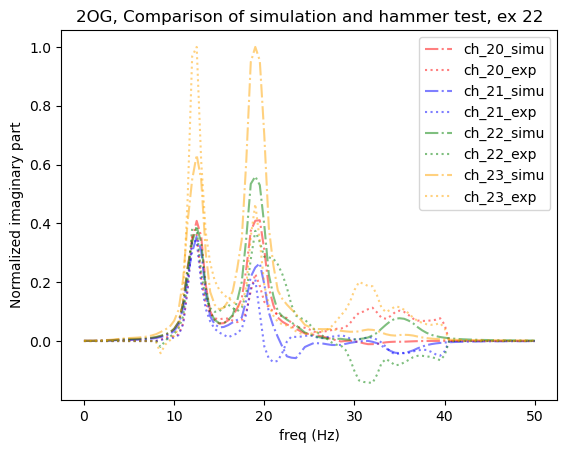 2OG, Comparison of simulation and hammer test, ex 22
1.0
0.8
0.6
0.4
0.2
0.0
Normalized imaginary part
ch_20_simu
ch_20_exp
ch_21_simu
ch_21_exp
ch_22_simu
ch_22_exp
ch_23_simu
ch_23_exp
0 10 20 30 40 50
freq (Hz)